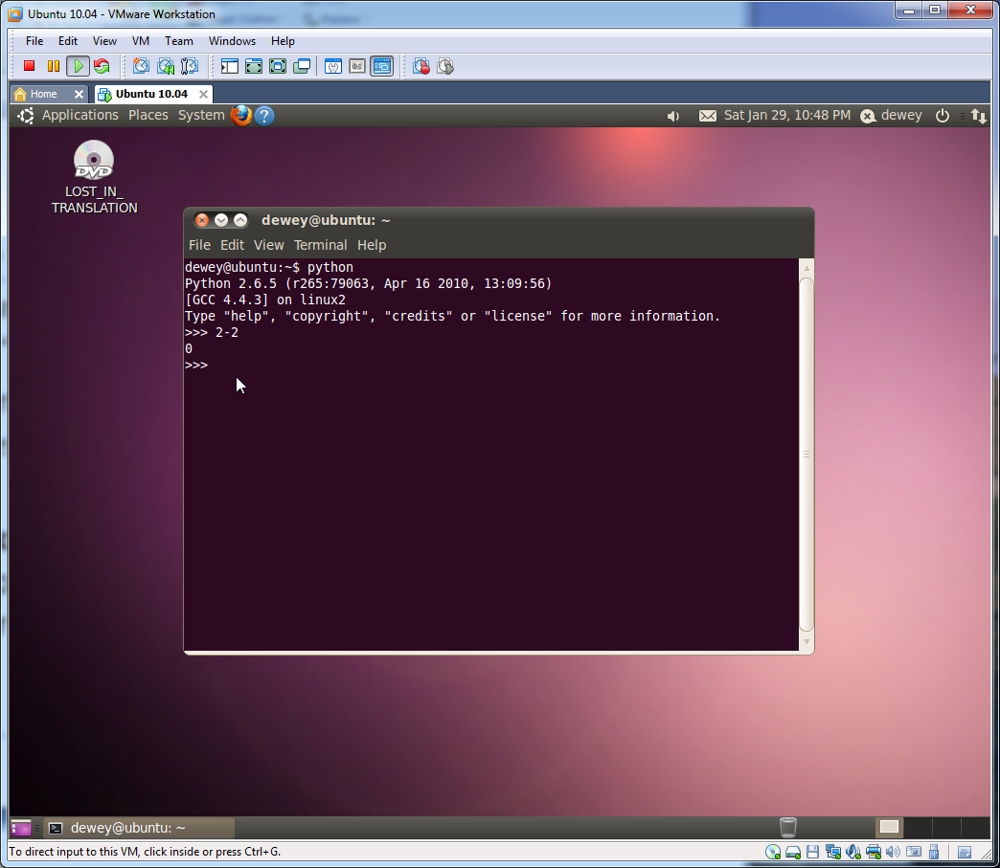 Ubuntu 10.04 - VMware Workstation
File Edit View VM Team Windows Help
Home Ubuntu 10.04
Applications Places System Sat Jan 29, 10:48 PM dewey
DVD
LOST_IN_
TRANSLATION
dewey@ubuntu: ~
File Edit View Terminal Help
dewey@ubuntu:~$ python
Python 2.6.5 (r265:79063, Apr 16 2010, 13:09:56)
[GCC 4.4.3] on linux2
Type "help", "copyright", "credits" or "license" for more information.
>>> 2-2
0
>>>
dewey@ubuntu: ~
To direct input to this VM, click inside or press Ctrl+G.